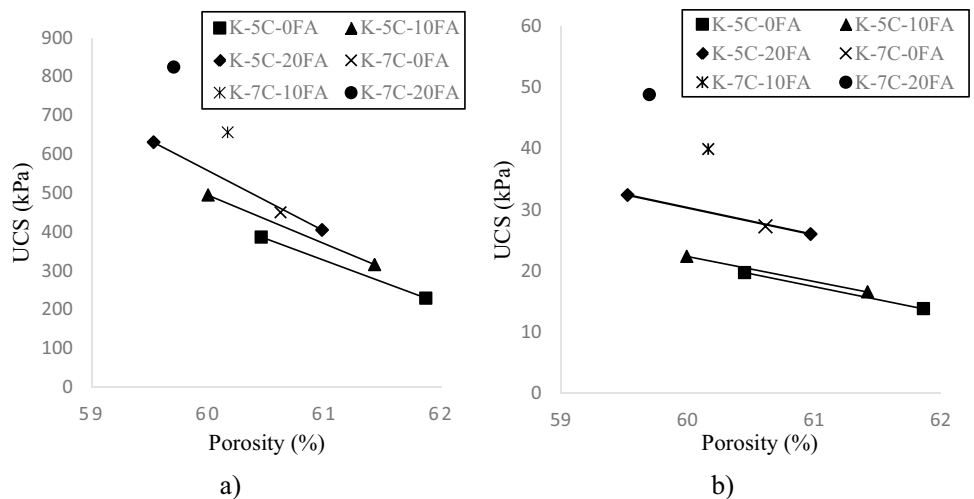 K-5C-0FA K-5C-10FA
K-5C-20FA K-7C-0FA
K-7C-10FA K-7C-20FA
900
800
700
600
500
400
300
200
100
0
UCS (kPa)
59 60 61 62
Porosity (%)
a)
K-5C-0FA K-5C-10FA
K-5C-20FA K-7C-0FA
K-7C-10FA K-7C-20FA
60
50
40
30
20
10
0
UCS (kPa)
59 60 61 62
Porosity (%)
b)